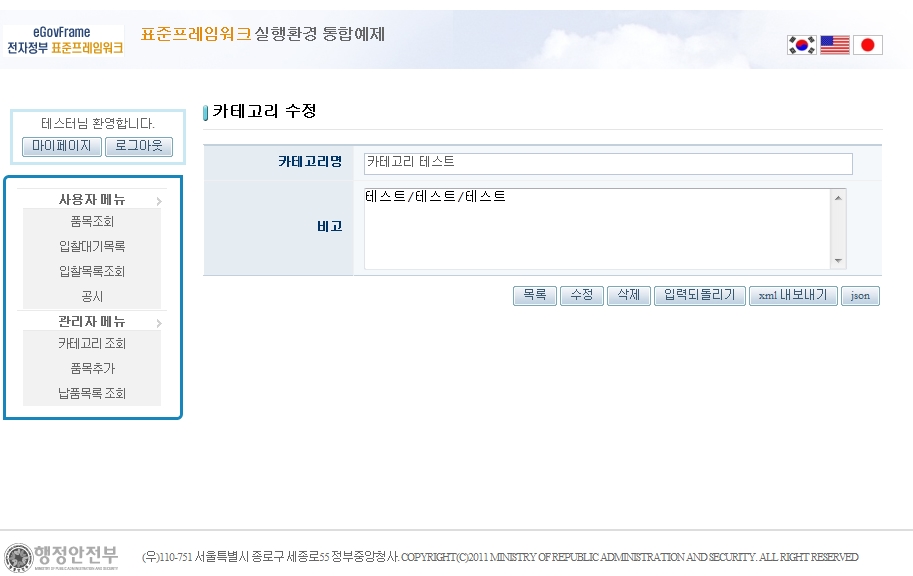 eGovFrame
전자정부 표준프레임워크
표준프레임워크 실행환경 통합예제
테스터님 환영합니다.
마이페이지 로그아웃
사용자 메뉴
품목조회
입찰대기목록
입찰목록조회
공시
관리자 메뉴
카테고리 조회
품목추가
납품목록 조회
카테고리 수정
카테고리명 카테고리 테스트
비고 테스트/테스트/테스트
목록 수정 삭제 입력되돌리기 xml 내보내기 json
행정안전부
(우)110-751 서울특별시 종로구 세종로55 정부중앙청사. COPYRIGHT(C)2011 MINISTRY OF REPUBLIC ADMINISTRATION AND SECURITY. ALL RIGHT RESERVED